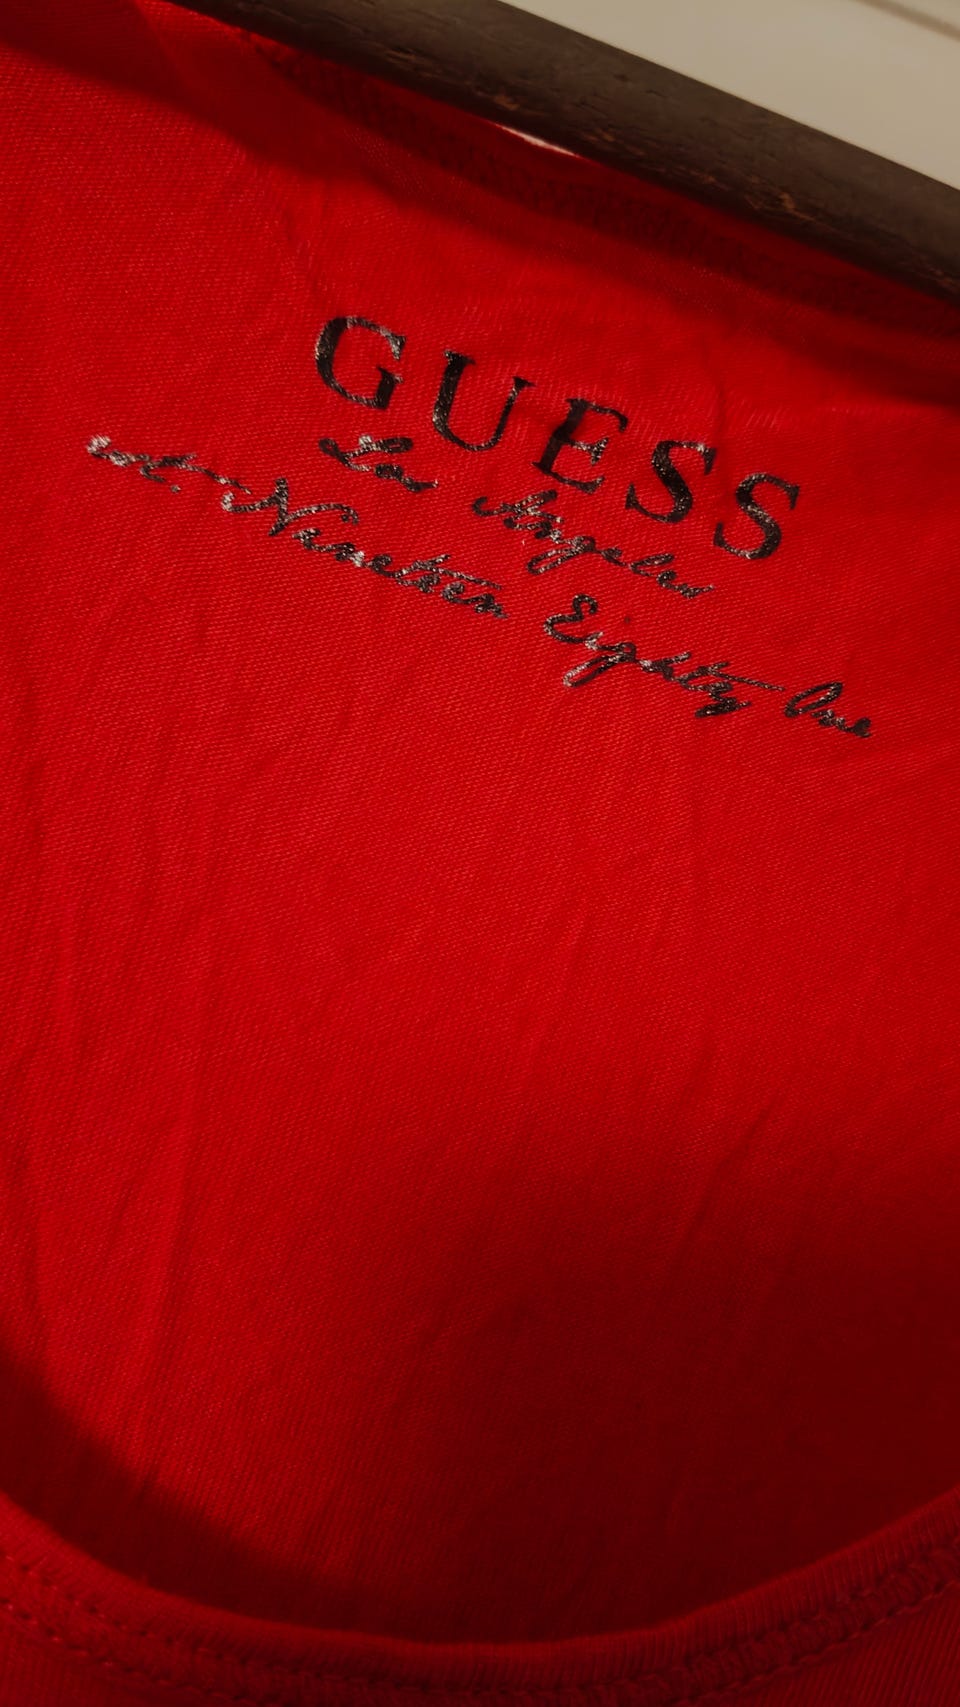 GUESS
Los Angeles
est. Nineteen Eighty One